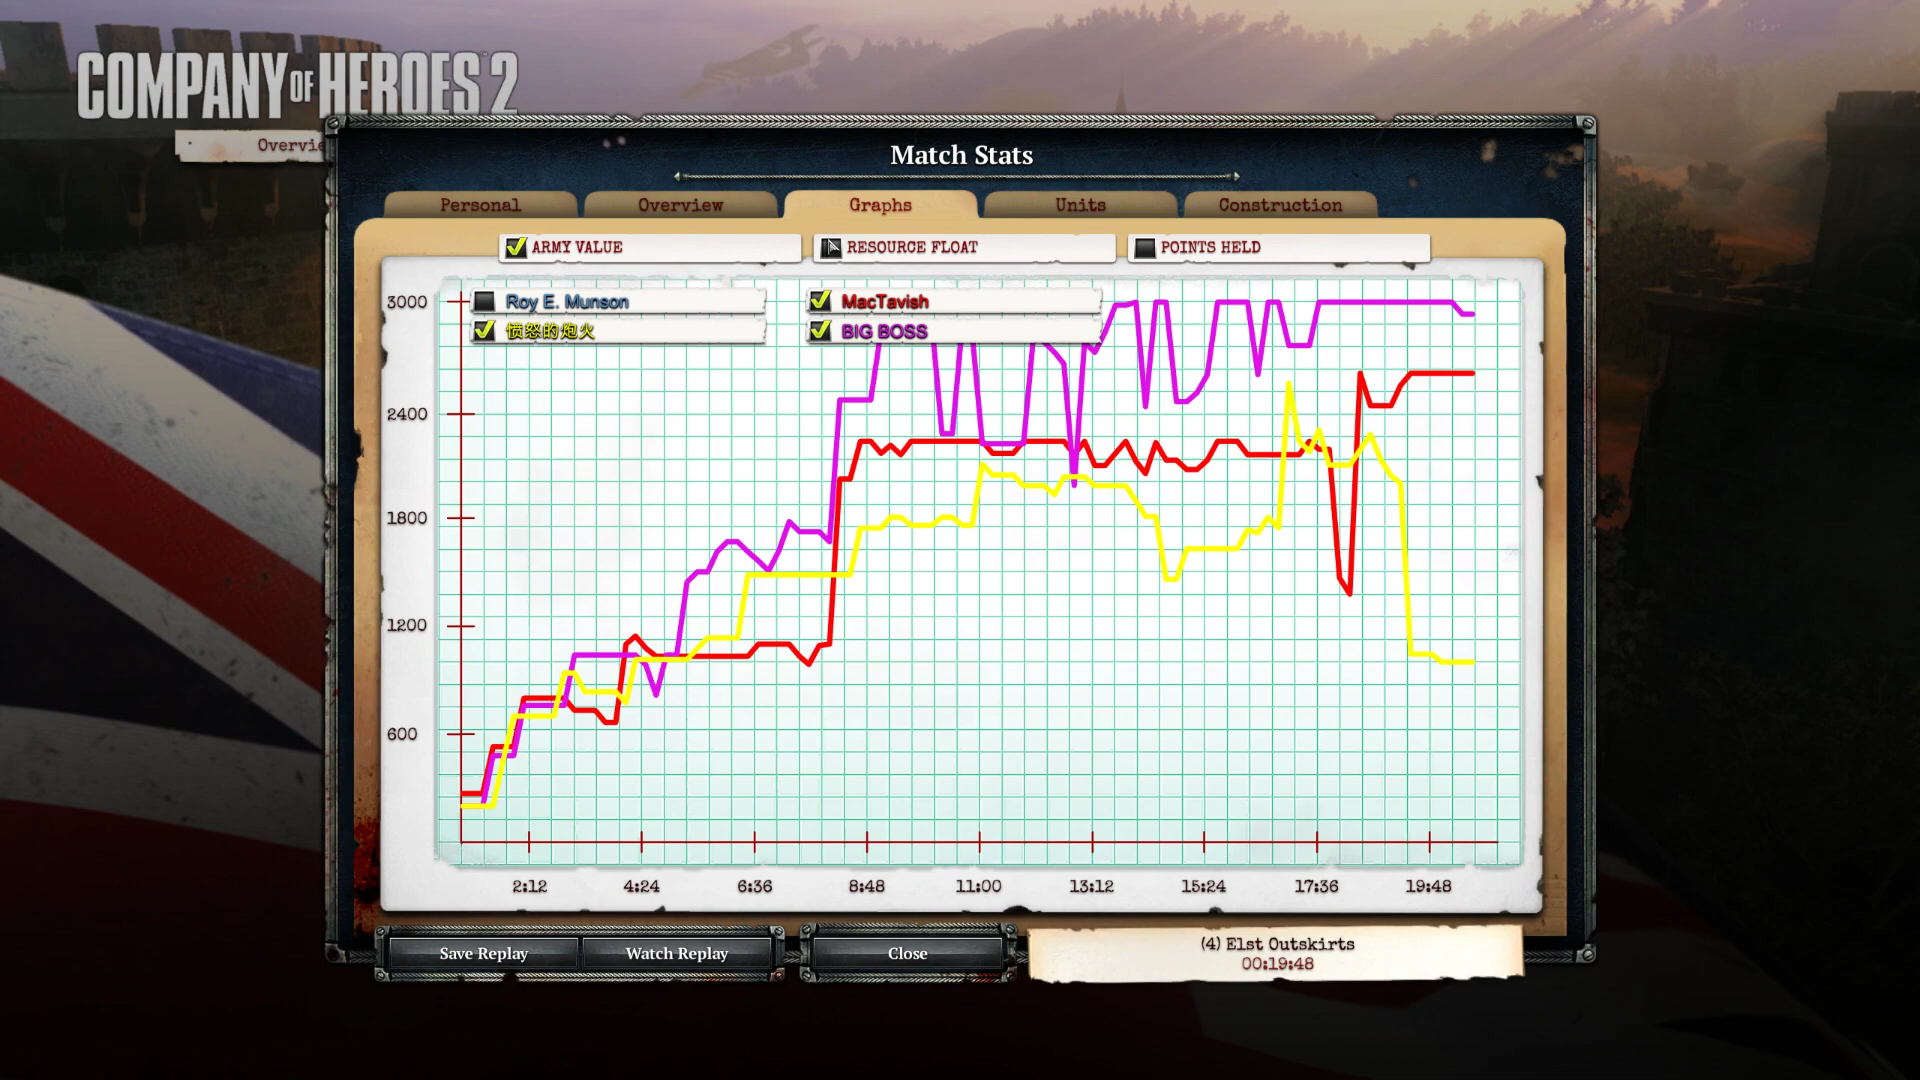 COMPANY OF HEROES 2
Overvie
Match Stats
Personal
Overview
Graphs
Units
Construction
ARMY VALUE
RESOURCE FLOAT
POINTS HELD
Roy E. Munson
MacTavish
愤怒的炮火
BIG BOSS
3000
2400
1800
1200
600
2:12
4:24
6:36
8:48
11:00
13:12
15:24
17:36
19:48
Save Replay
Watch Replay
Close
(4) Elst Outskirts
00:19:48